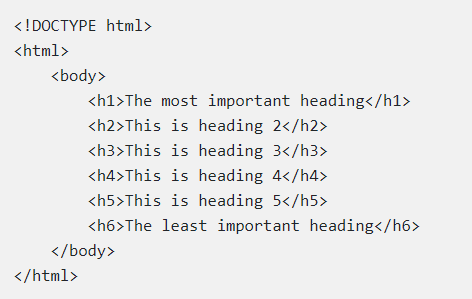 <!DOCTYPE html>
<html>
    <body>
        <h1>The most important heading</h1>
        <h2>This is heading 2</h2>
        <h3>This is heading 3</h3>
        <h4>This is heading 4</h4>
        <h5>This is heading 5</h5>
        <h6>The least important heading</h6>
    </body>
</html>